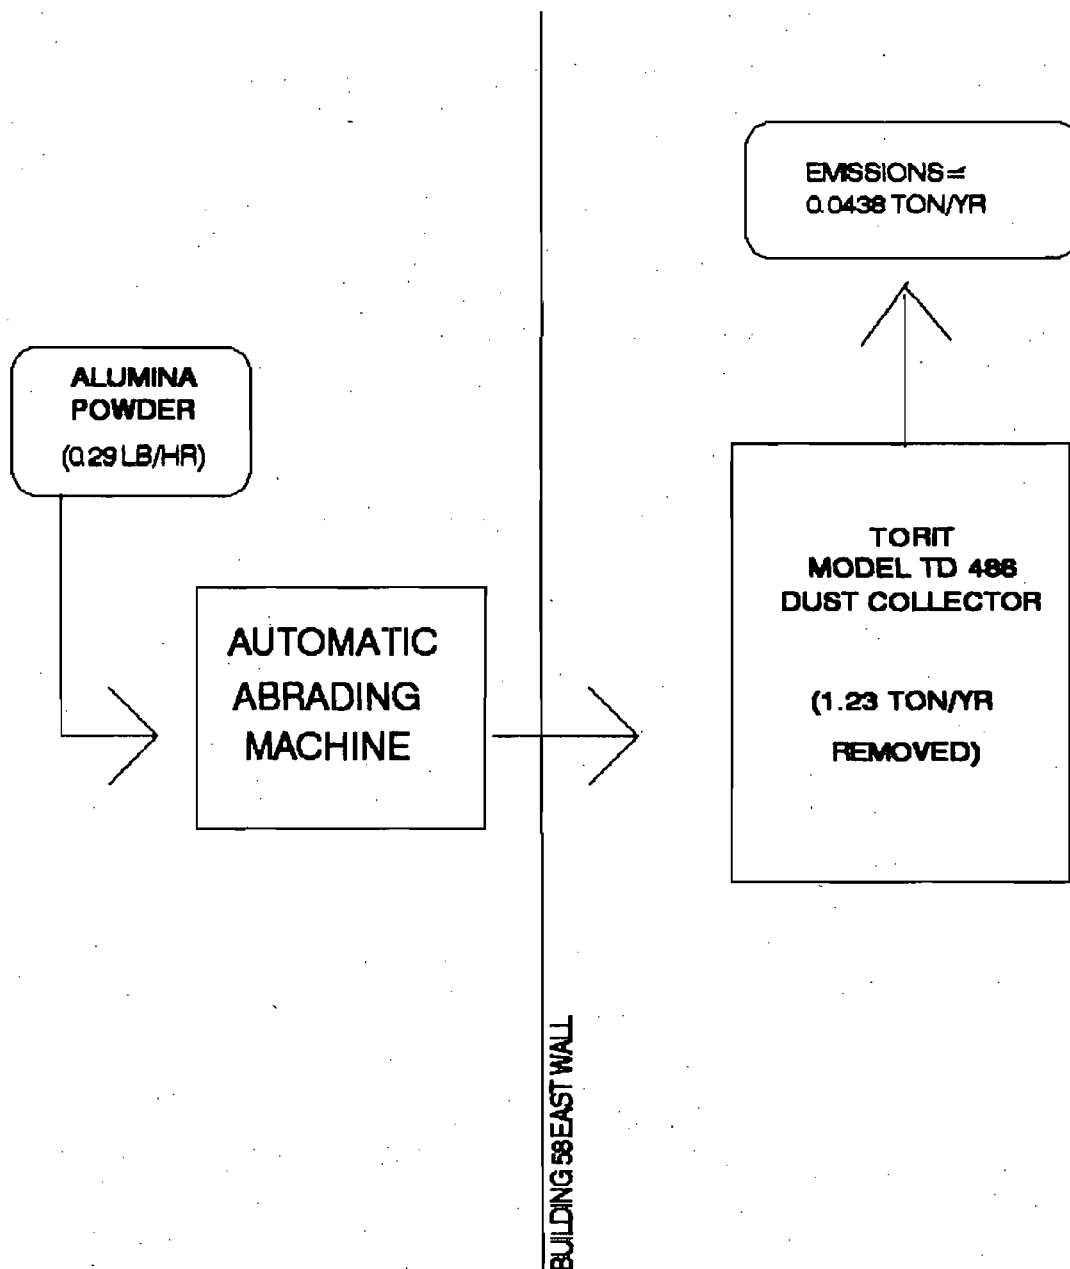 EMISSIONS=
0.0438 TON/YR
ALUMINA
POWDER
(0.29 LB/HR)
AUTOMATIC
ABRADING
MACHINE
TORIT
MODEL TD 486
DUST COLLECTOR
(1.23 TON/YR
REMOVED)
BUILDING 58 EAST WALL